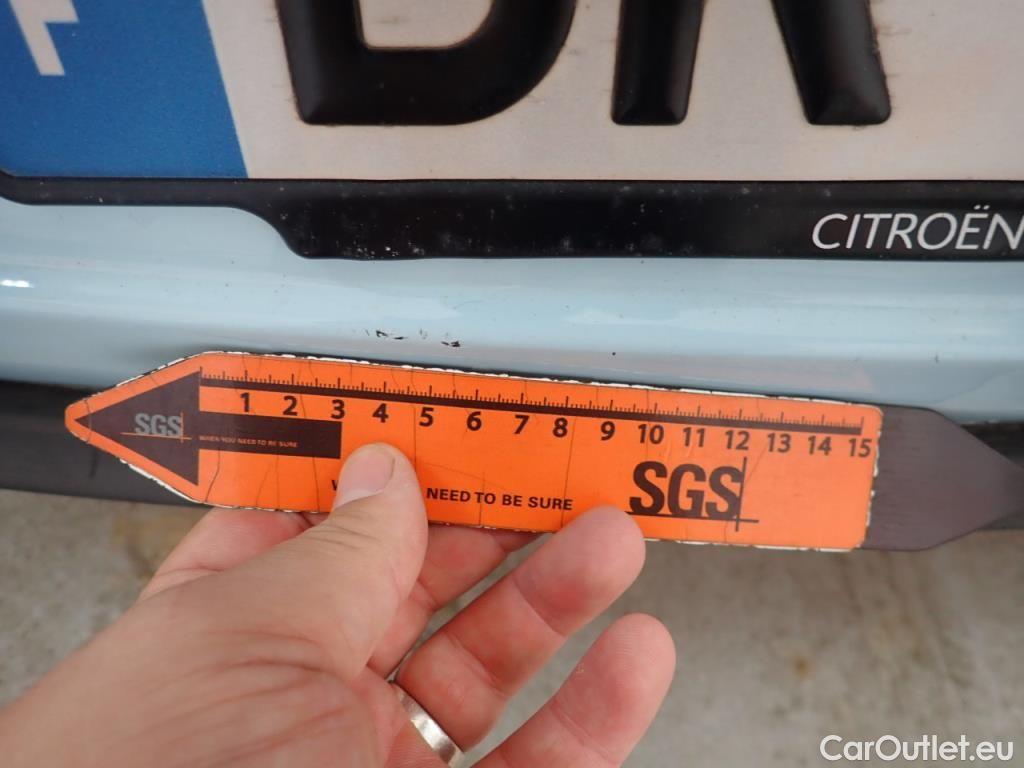 CITROËN
1 2 3 4 5 6 7 8 9 10 11 12 13 14 15
SGS
WHEN YOU NEED TO BE SURE
NEED TO BE SURE
SGS
CarOutlet.eu